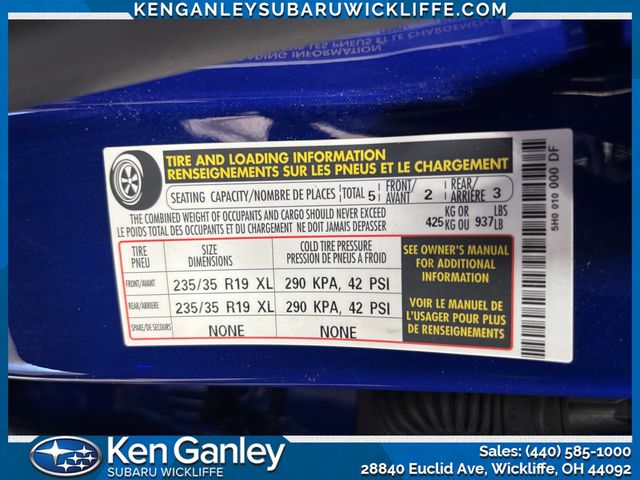 KENGANLEYSUBARUWICKLIFFE.COM
TIRE AND LOADING INFORMATION
RENSEIGNEMENTS SUR LES PNEUS ET LE CHARGEMENT
SEATING CAPACITY/NOMBRE DE PLACES TOTAL 5 FRONT/AVANT 2 REAR/ARRIÈRE 3
THE COMBINED WEIGHT OF OCCUPANTS AND CARGO SHOULD NEVER EXCEED
LE POIDS TOTAL DES OCCUPANTS ET DU CHARGEMENT NE DOIT JAMAIS DEPASSER
425 KG OR KG OU 937 LBS LB
5H0 010 000 DF
TIRE PNEU
SIZE DIMENSIONS
COLD TIRE PRESSURE PRESSION DE PNEUS À FROID
FRONT/AVANT 235/35 R19 XL 290 KPA, 42 PSI
REAR/ARRIERE 235/35 R19 XL 290 KPA, 42 PSI
SPARE/DE SECOURS NONE NONE
SEE OWNER'S MANUAL
FOR ADDITIONAL
INFORMATION
VOIR LE MANUEL DE
L'USAGER POUR PLUS
DE RENSEIGNEMENTS
Ken Ganley
SUBARU WICKLIFFE
Sales: (440) 585-1000
28840 Euclid Ave, Wickliffe, OH 44092